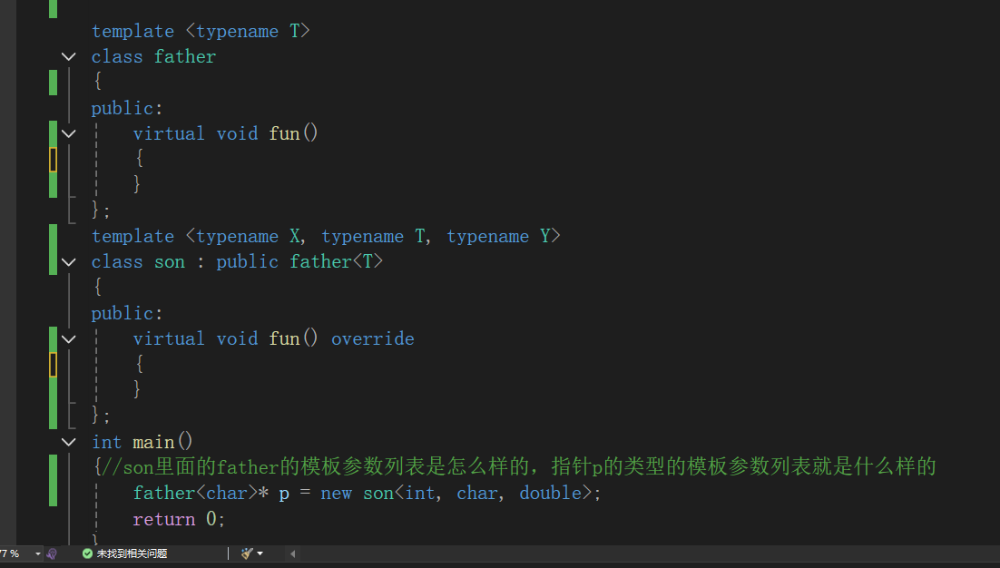 template <typename T>
class father
{
public:
    virtual void fun()
    {
    }
};
template <typename X, typename T, typename Y>
class son : public father<T>
{
public:
    virtual void fun() override
    {
    }
};
int main()
{//son里面的father的模板参数列表是怎么样的，指针p的类型的模板参数列表就是什么样的
    father<char>* p = new son<int, char, double>;
    return 0;
}
77 % 未找到相关问题